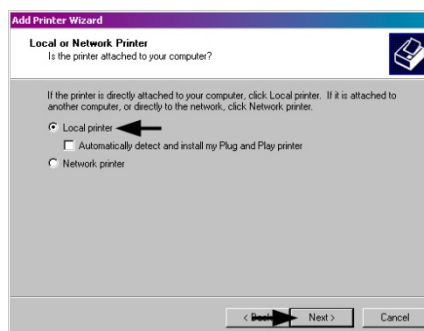 Add Printer Wizard
Local or Network Printer
Is the printer attached to your computer?
If the printer is directly attached to your computer, click Local printer. If it is attached to
another computer, or directly to the network, click Network printer.
Local printer
Automatically detect and install my Plug and Play printer
Network printer
< Next > Cancel